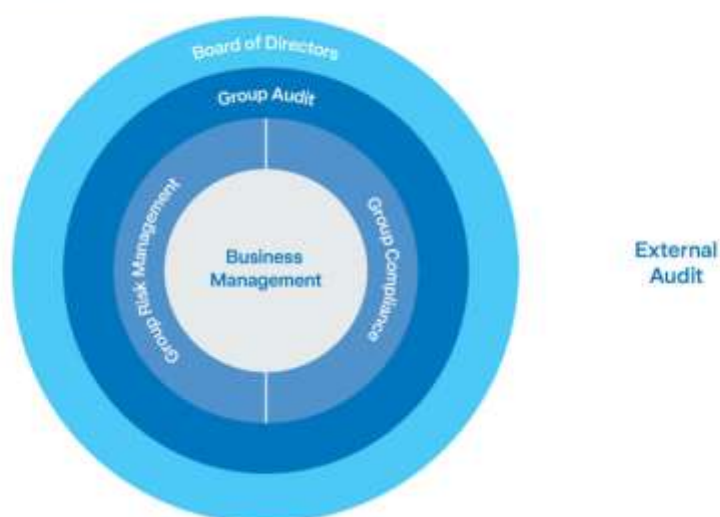 Board of Directors
Group Audit
Group Risk Management
Business
Management
Group Compliance
External
Audit